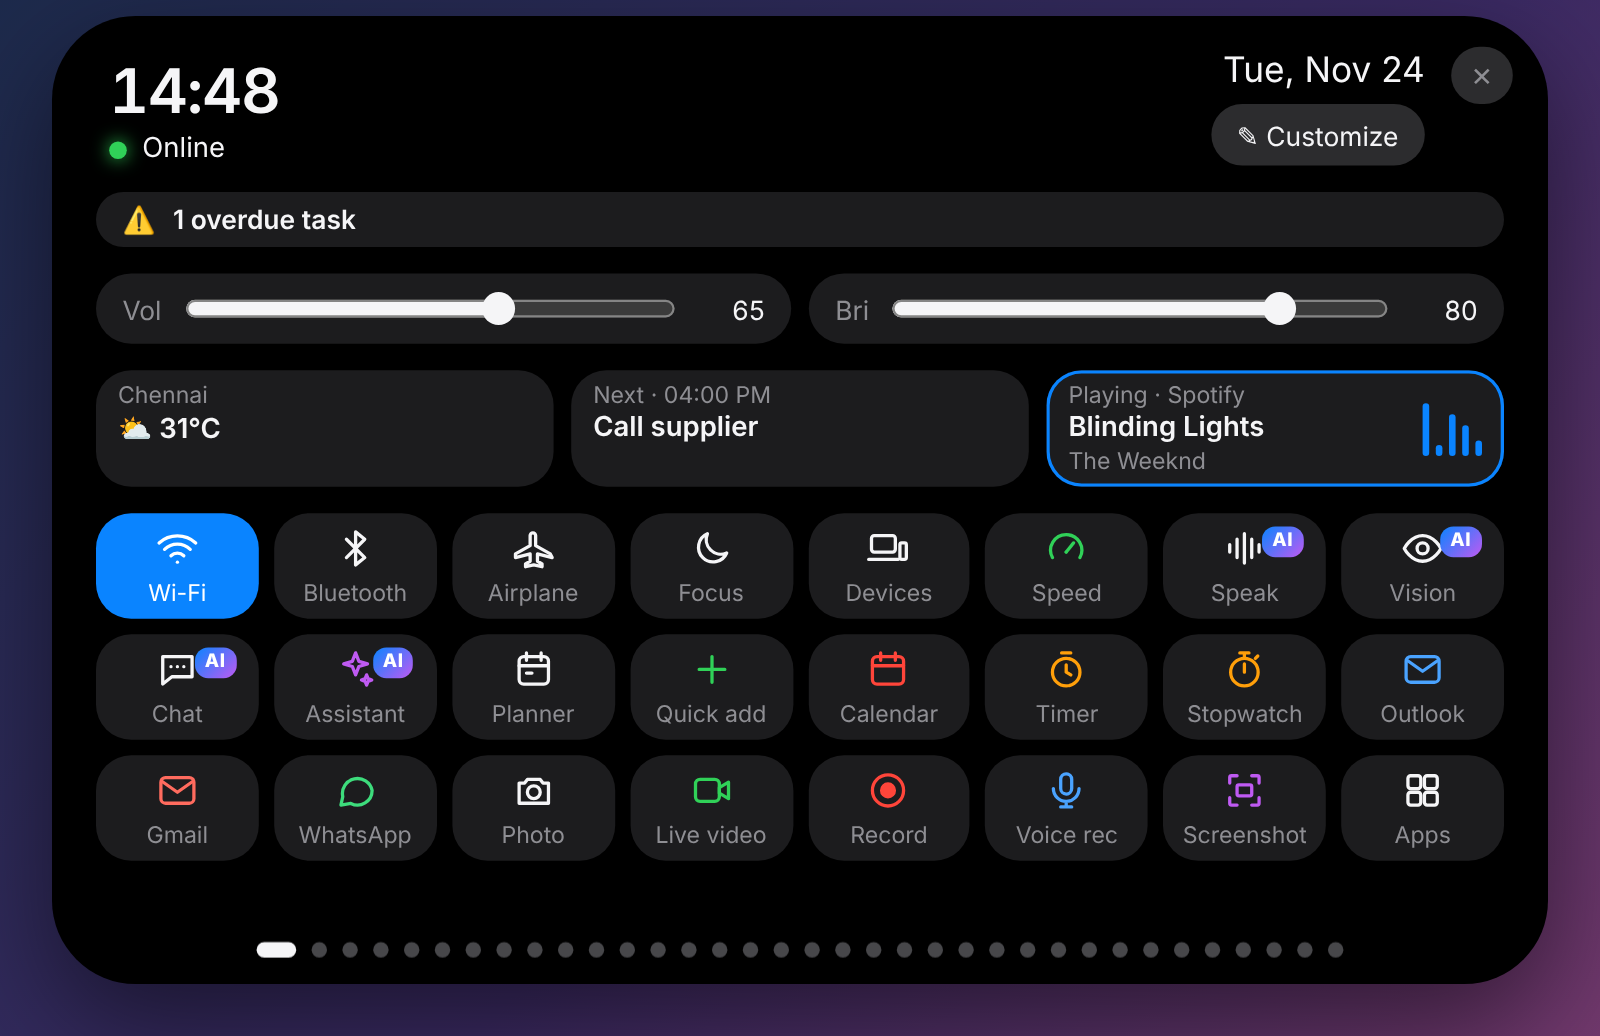 14:48
Online
Tue, Nov 24
✕
✎ Customize
⚠️ 1 overdue task
Vol 65
Bri 80
Chennai
⛅ 31°C
Next · 04:00 PM
Call supplier
Playing · Spotify
Blinding Lights
The Weeknd
Wi-Fi
Bluetooth
Airplane
Focus
Devices
Speed
AI
Speak
AI
Vision
AI
Chat
AI
Assistant
Planner
Quick add
Calendar
Timer
Stopwatch
Outlook
Gmail
WhatsApp
Photo
Live video
Record
Voice rec
Screenshot
Apps